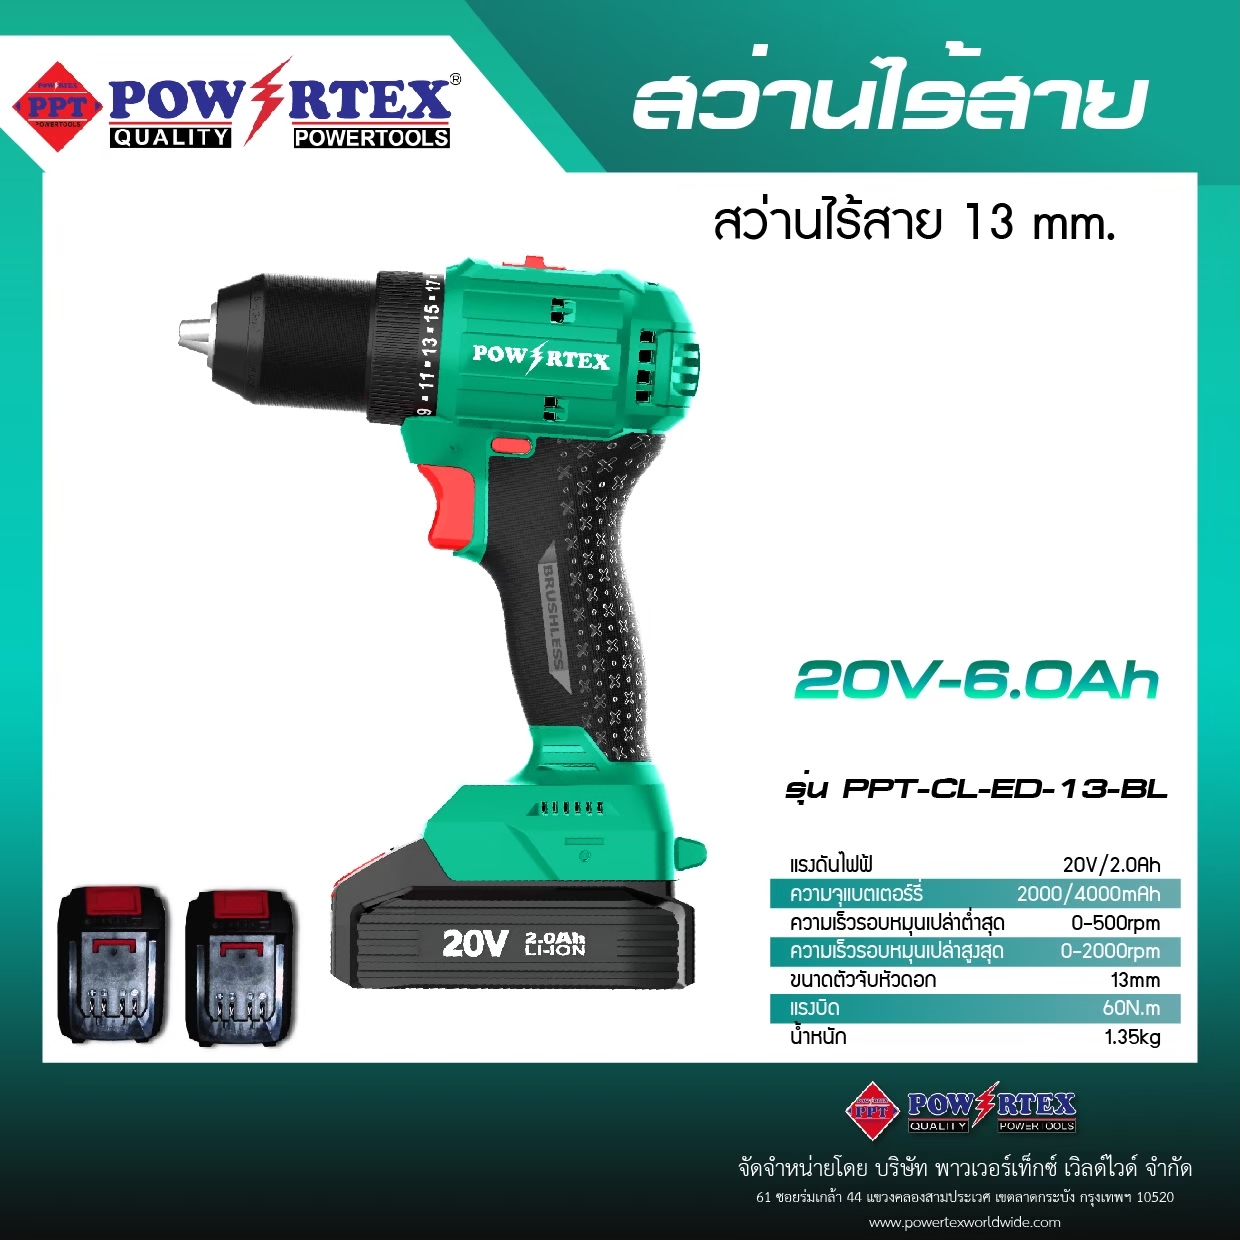 PPT
POWERTOOLS
POWERTEX®
QUALITY POWERTOOLS
สว่านไร้สาย
สว่านไร้สาย 13 mm.
9 11 13 15 17
POWERTEX
BRUSHLESS
20V 2.0Ah
LI-ION
20V-6.0Ah
รุ่น PPT-CL-ED-13-BL
แรงดันไฟฟ้า 20V/2.0Ah
ความจุแบตเตอร์รี่ 2000/4000mAh
ความเร็วรอบหมุนเปล่าต่ำสุด 0-500rpm
ความเร็วรอบหมุนเปล่าสูงสุด 0-2000rpm
ขนาดตัวจับหัวดอก 13mm
แรงบิด 60N.m
น้ำหนัก 1.35kg
PPT POWERTEX
QUALITY POWERTOOLS
จัดจำหน่ายโดย บริษัท พาวเวอร์เท็กซ์ เวิลด์ไวด์ จำกัด
61 ซอยร่มเกล้า 44 แขวงคลองสามประเวศ เขตลาดกระบัง กรุงเทพฯ 10520
www.powertexworldwide.com